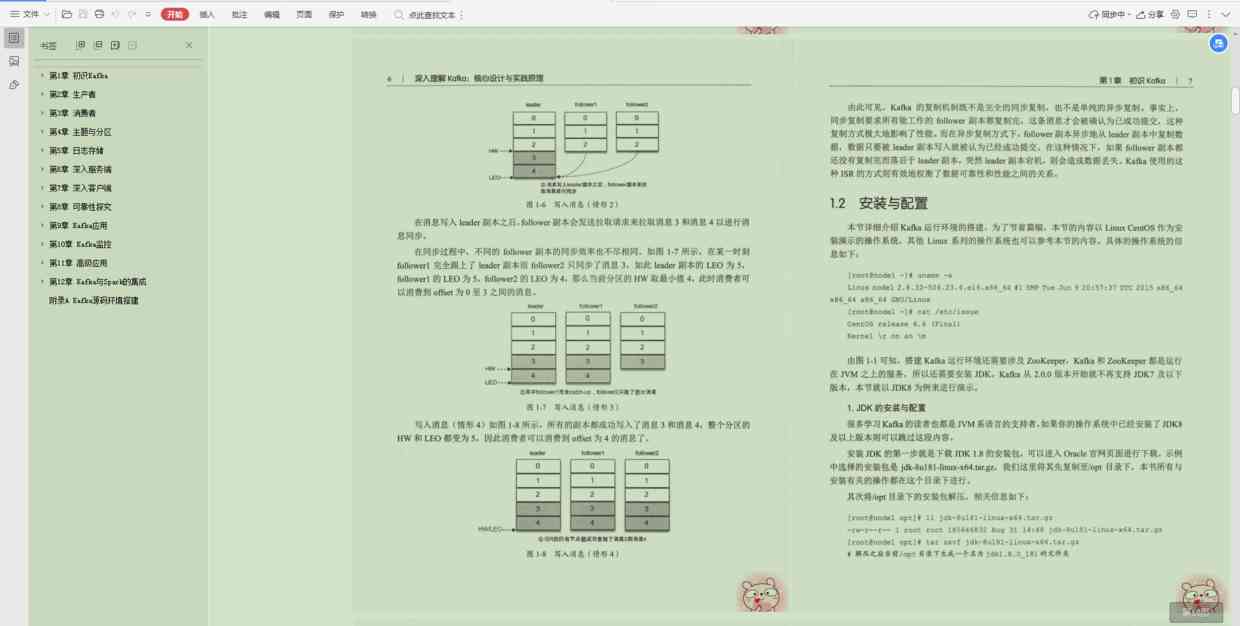 文件
开始
插入
批注
编辑
页面
保护
转换
点此查找文本
同步中
分享
书签
第1章 初识Kafka
第2章 生产者
第3章 消费者
第4章 主题与分区
第5章 日志存储
第6章 深入服务端
第7章 深入客户端
第8章 可靠性探究
第9章 Kafka应用
第10章 Kafka监控
第11章 高级应用
第12章 Kafka与Spark的集成
附录A Kafka源码环境搭建
6 | 深入理解 Kafka：核心设计与实践原理
leader follower1 follower2
0 0 0
1 1 1
2 2 2
HW
3
4
LEO
图 1-6 写入消息（情形 2）
在消息写入 leader 副本之后，follower 副本会发送拉取请求来拉取消息 3 和消息 4 以进行消
息同步。
在同步过程中，不同的 follower 副本的同步效率也不尽相同。如图 1-7 所示，在某一时刻
follower1 完全跟上了 leader 副本而 follower2 只同步了消息 3，如此 leader 副本的 LEO 为 5，
follower1 的 LEO 为 5，follower2 的 LEO 为 4，那么当前分区的 HW 取最小值 4，此时消费者可
以消费到 offset 为 0 至 3 之间的消息。
leader follower1 follower2
0 0 0
1 1 1
2 2 2
3 3 3
HW
4 4
LEO
图 1-7 写入消息（情形 3）
写入消息（情形 4）如图 1-8 所示，所有的副本都成功写入了消息 3 和消息 4，整个分区的
HW 和 LEO 都变为 5，因此消费者可以消费到 offset 为 4 的消息了。
leader follower1 follower2
0 0 0
1 1 1
2 2 2
3 3 3
4 4 4
HW/LEO
图 1-8 写入消息（情形 4）
第 1 章 初识 Kafka | 7
由此可见，Kafka 的复制机制既不是完全的同步复制，也不是单纯的异步复制。事实上，
同步复制要求所有能工作的 follower 副本都复制完，这条消息才会被确认为已成功提交，这种
复制方式极大地影响了性能。而在异步复制方式下，follower 副本异步地从 leader 副本中复制数
据，数据只要被 leader 副本写入就被认为已经成功提交。在这种情况下，如果 follower 副本都
还没有复制完而落后于 leader 副本，突然 leader 副本宕机，则会造成数据丢失。Kafka 使用的这
种 ISR 的方式则有效地权衡了数据可靠性和性能之间的关系。
1.2 安装与配置
本节详细介绍 Kafka 运行环境的搭建。为了节省篇幅，本节的内容以 Linux CentOS 作为安
装演示的操作系统，其他 Linux 系列的操作系统也可以参考本节的内容。具体的操作系统的信
息如下：
[root@node1 ~]# uname -a
Linux node1 2.6.32-504.23.4.el6.x86_64 #1 SMP Tue Jun 9 20:57:37 UTC 2015 x86_64
x86_64 x86_64 GNU/Linux
[root@node1 ~]# cat /etc/issue
CentOS release 6.6 (Final)
Kernel \r on an \m
由图 1-1 可知，搭建 Kafka 运行环境还需要涉及 ZooKeeper，Kafka 和 ZooKeeper 都是运行
在 JVM 之上的服务，所以还需要安装 JDK。Kafka 从 2.0.0 版本开始就不再支持 JDK7 及以下
版本，本节就以 JDK8 为例来进行演示。
1. JDK 的安装与配置
很多学习 Kafka 的读者也都是 JVM 系语言的支持者，如果你的操作系统中已经安装了 JDK8
及以上版本则可以跳过这段内容。
安装 JDK 的第一步就是下载 JDK 1.8 的安装包，可以进入 Oracle 官网页面进行下载。示例
中选择的安装包是 jdk-8u181-linux-x64.tar.gz，我们这里将其先复制至/opt 目录下，本书所有与
安装有关的操作都在这个目录下进行。
其次将/opt 目录下的安装包解压，相关信息如下：
[root@node1 opt]# ll jdk-8u181-linux-x64.tar.gz
-rw-r--r-- 1 root root 185646832 Aug 31 14:48 jdk-8u181-linux-x64.tar.gz
[root@node1 opt]# tar zxvf jdk-8u181-linux-x64.tar.gz
# 解压之后当前/opt 目录下生成一个名为 jdk1.8.0_181 的文件夹